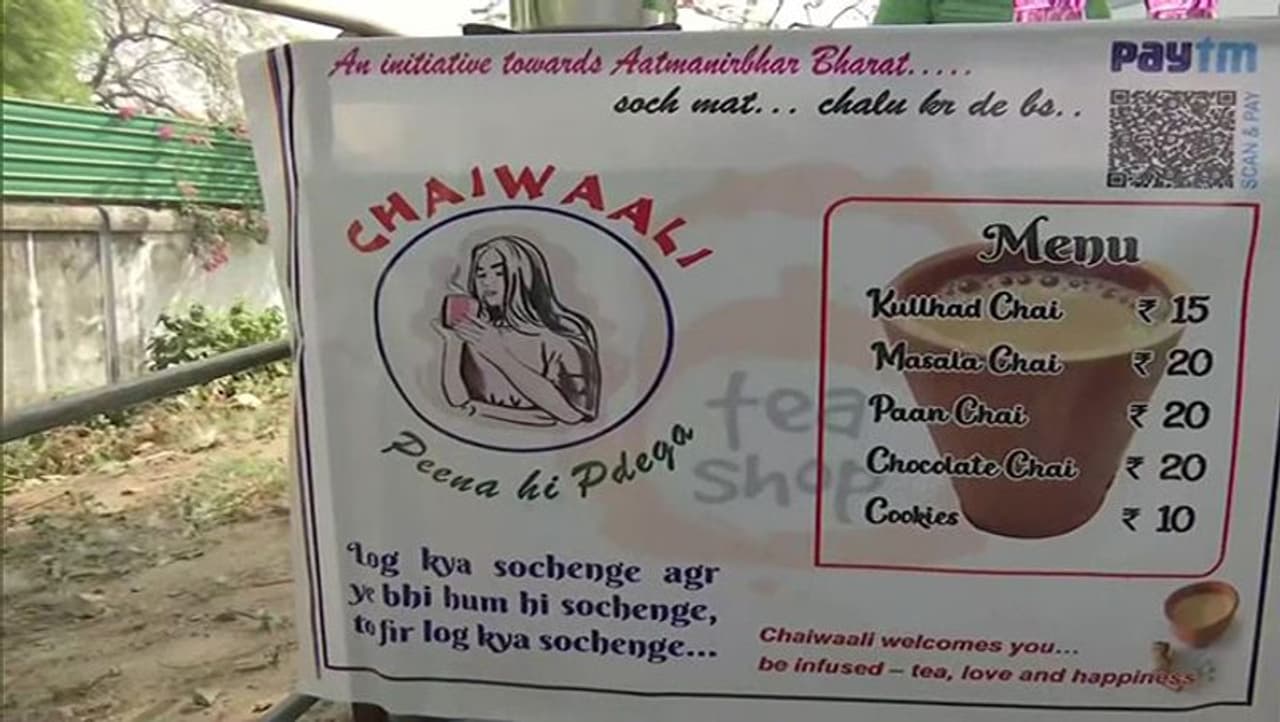 An initiative towards Aatmanirbhar Bharat.....
soch mat... chalu kr de bs..
paytm
SCAN & PAY
CHAIWAALI
Peena hi Pdega
Log kya sochenge agr
ye bhi hum hi sochenge,
to fir log kya sochenge...
tea
shop
Menu
Kullhad Chai ₹ 15
Masala Chai ₹ 20
Paan Chai ₹ 20
Chocolate Chai ₹ 20
Cookies ₹ 10
Chaiwaali welcomes you...
be infused – tea, love and happiness